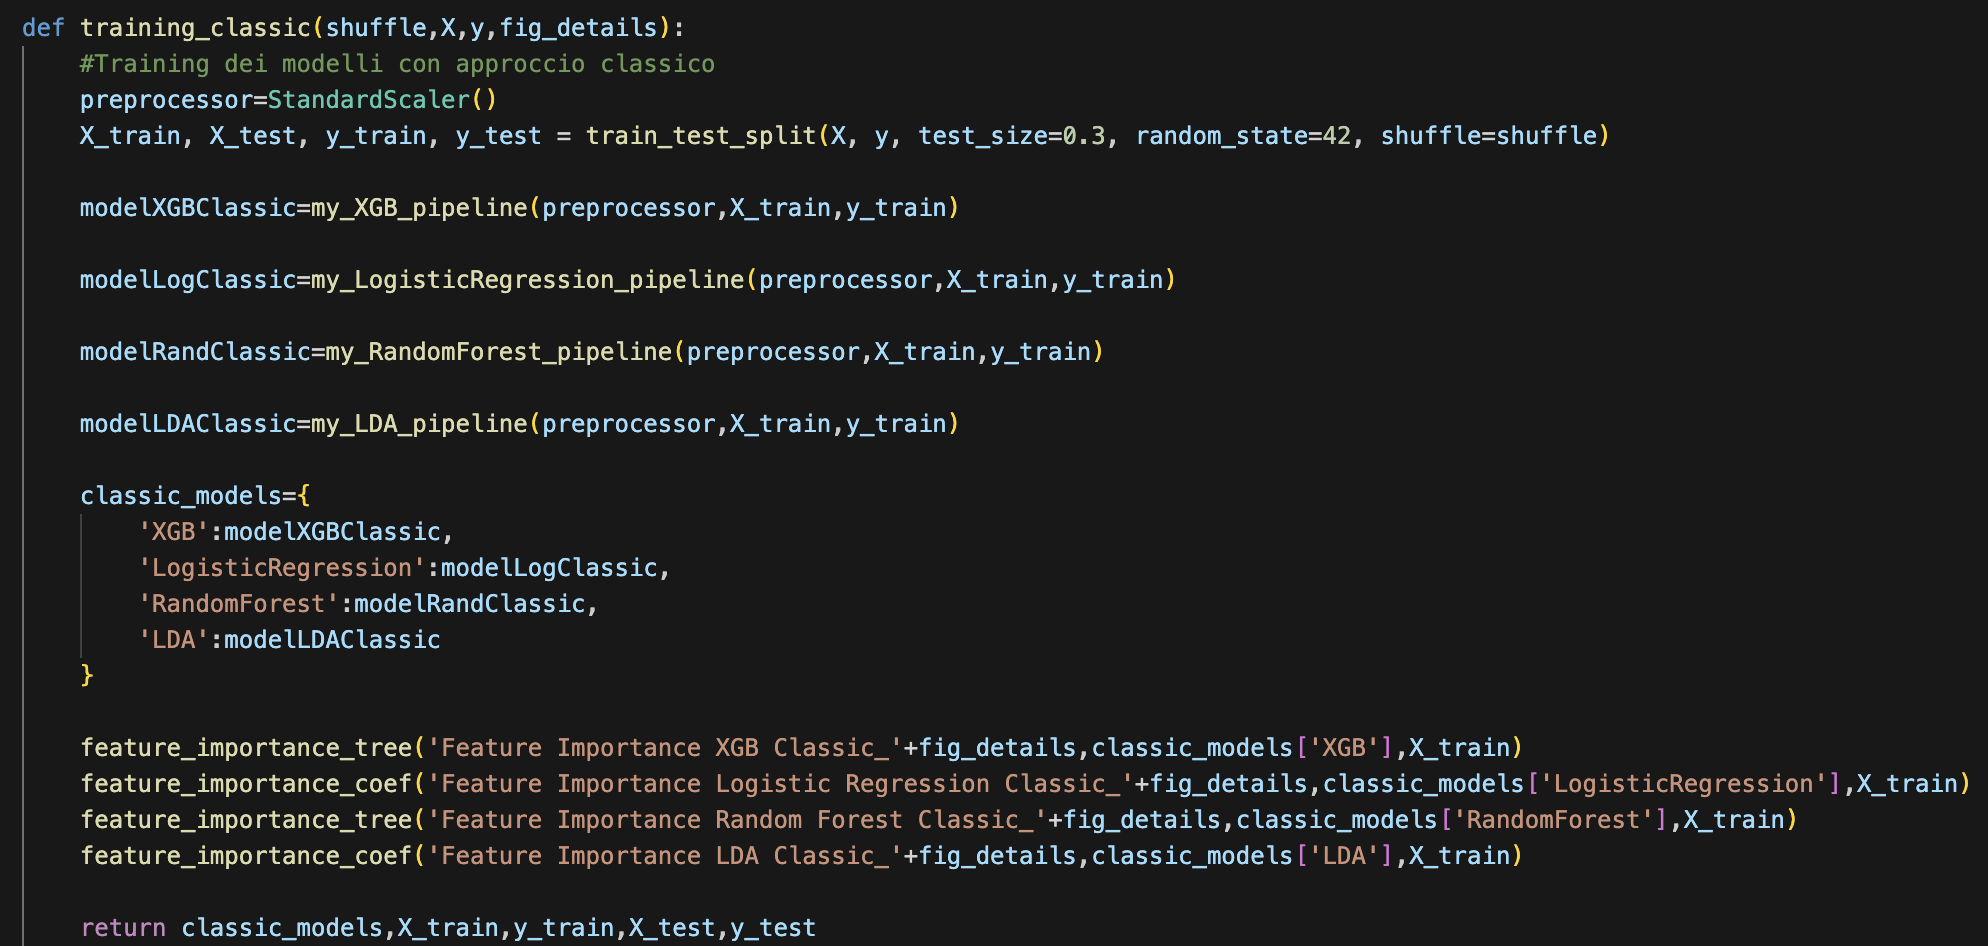 def training_classic(shuffle,X,y,fig_details):
    #Training dei modelli con approccio classico
    preprocessor=StandardScaler()
    X_train, X_test, y_train, y_test = train_test_split(X, y, test_size=0.3, random_state=42, shuffle=shuffle)

    modelXGBClassic=my_XGB_pipeline(preprocessor,X_train,y_train)

    modelLogClassic=my_LogisticRegression_pipeline(preprocessor,X_train,y_train)

    modelRandClassic=my_RandomForest_pipeline(preprocessor,X_train,y_train)

    modelLDAClassic=my_LDA_pipeline(preprocessor,X_train,y_train)

    classic_models={
        'XGB':modelXGBClassic,
        'LogisticRegression':modelLogClassic,
        'RandomForest':modelRandClassic,
        'LDA':modelLDAClassic
    }

    feature_importance_tree('Feature Importance XGB Classic_'+fig_details,classic_models['XGB'],X_train)
    feature_importance_coef('Feature Importance Logistic Regression Classic_'+fig_details,classic_models['LogisticRegression'],X_train)
    feature_importance_tree('Feature Importance Random Forest Classic_'+fig_details,classic_models['RandomForest'],X_train)
    feature_importance_coef('Feature Importance LDA Classic_'+fig_details,classic_models['LDA'],X_train)

    return classic_models,X_train,y_train,X_test,y_test